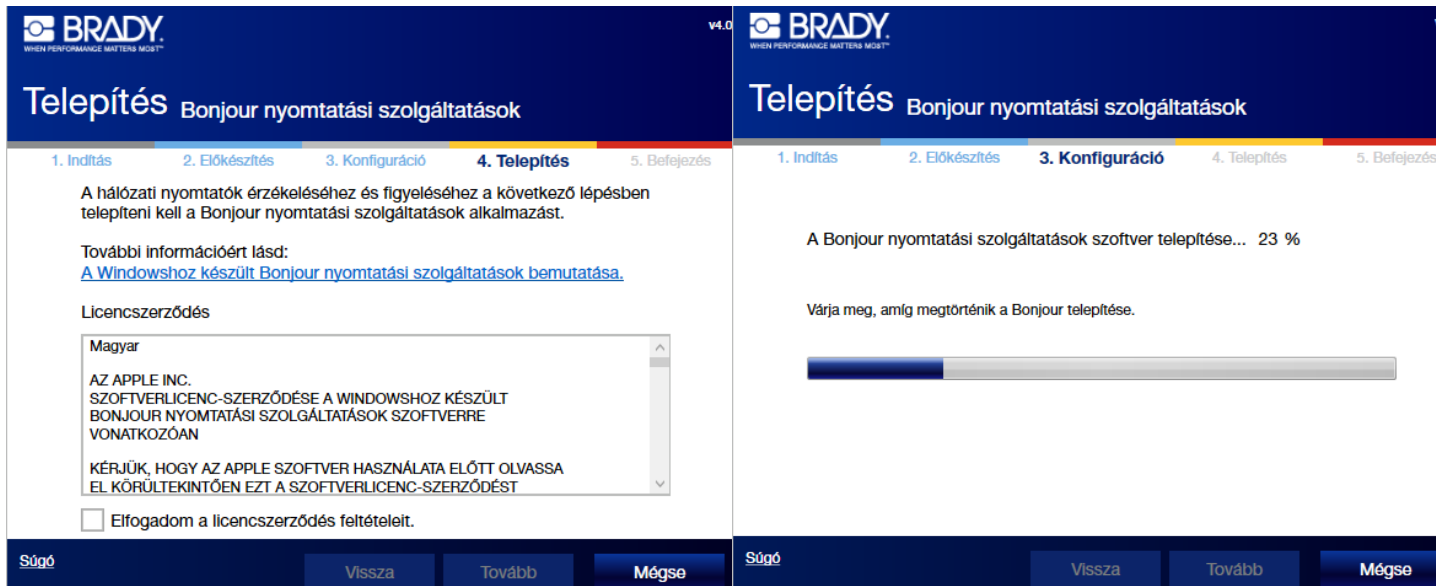 BRADY.
WHEN PERFORMANCE MATTERS MOST™
v4.0
Telepítés Bonjour nyomtatási szolgáltatások
1. Indítás 2. Előkészítés 3. Konfiguráció 4. Telepítés 5. Befejezés
A hálózati nyomtatók érzékeléséhez és figyeléséhez a következő lépésben
telepíteni kell a Bonjour nyomtatási szolgáltatások alkalmazást.
További információért lásd:
A Windowshoz készült Bonjour nyomtatási szolgáltatások bemutatása.
Licencszerződés
Magyar
AZ APPLE INC.
SZOFTVERLICENC-SZERZŐDÉSE A WINDOWSHOZ KÉSZÜLT
BONJOUR NYOMTATÁSI SZOLGÁLTATÁSOK SZOFTVERRE
VONATKOZÓAN
KÉRJÜK, HOGY AZ APPLE SZOFTVER HASZNÁLATA ELŐTT OLVASSA
EL KÖRÜLTEKINTŐEN EZT A SZOFTVERLICENC-SZERZŐDÉST
Elfogadom a licencszerződés feltételeit.
Súgó Vissza Tovább Mégse
BRADY.
WHEN PERFORMANCE MATTERS MOST™
Telepítés Bonjour nyomtatási szolgáltatások
1. Indítás 2. Előkészítés 3. Konfiguráció 4. Telepítés 5. Befejezés
A Bonjour nyomtatási szolgáltatások szoftver telepítése... 23 %
Várja meg, amíg megtörténik a Bonjour telepítése.
Súgó Vissza Tovább Mégse